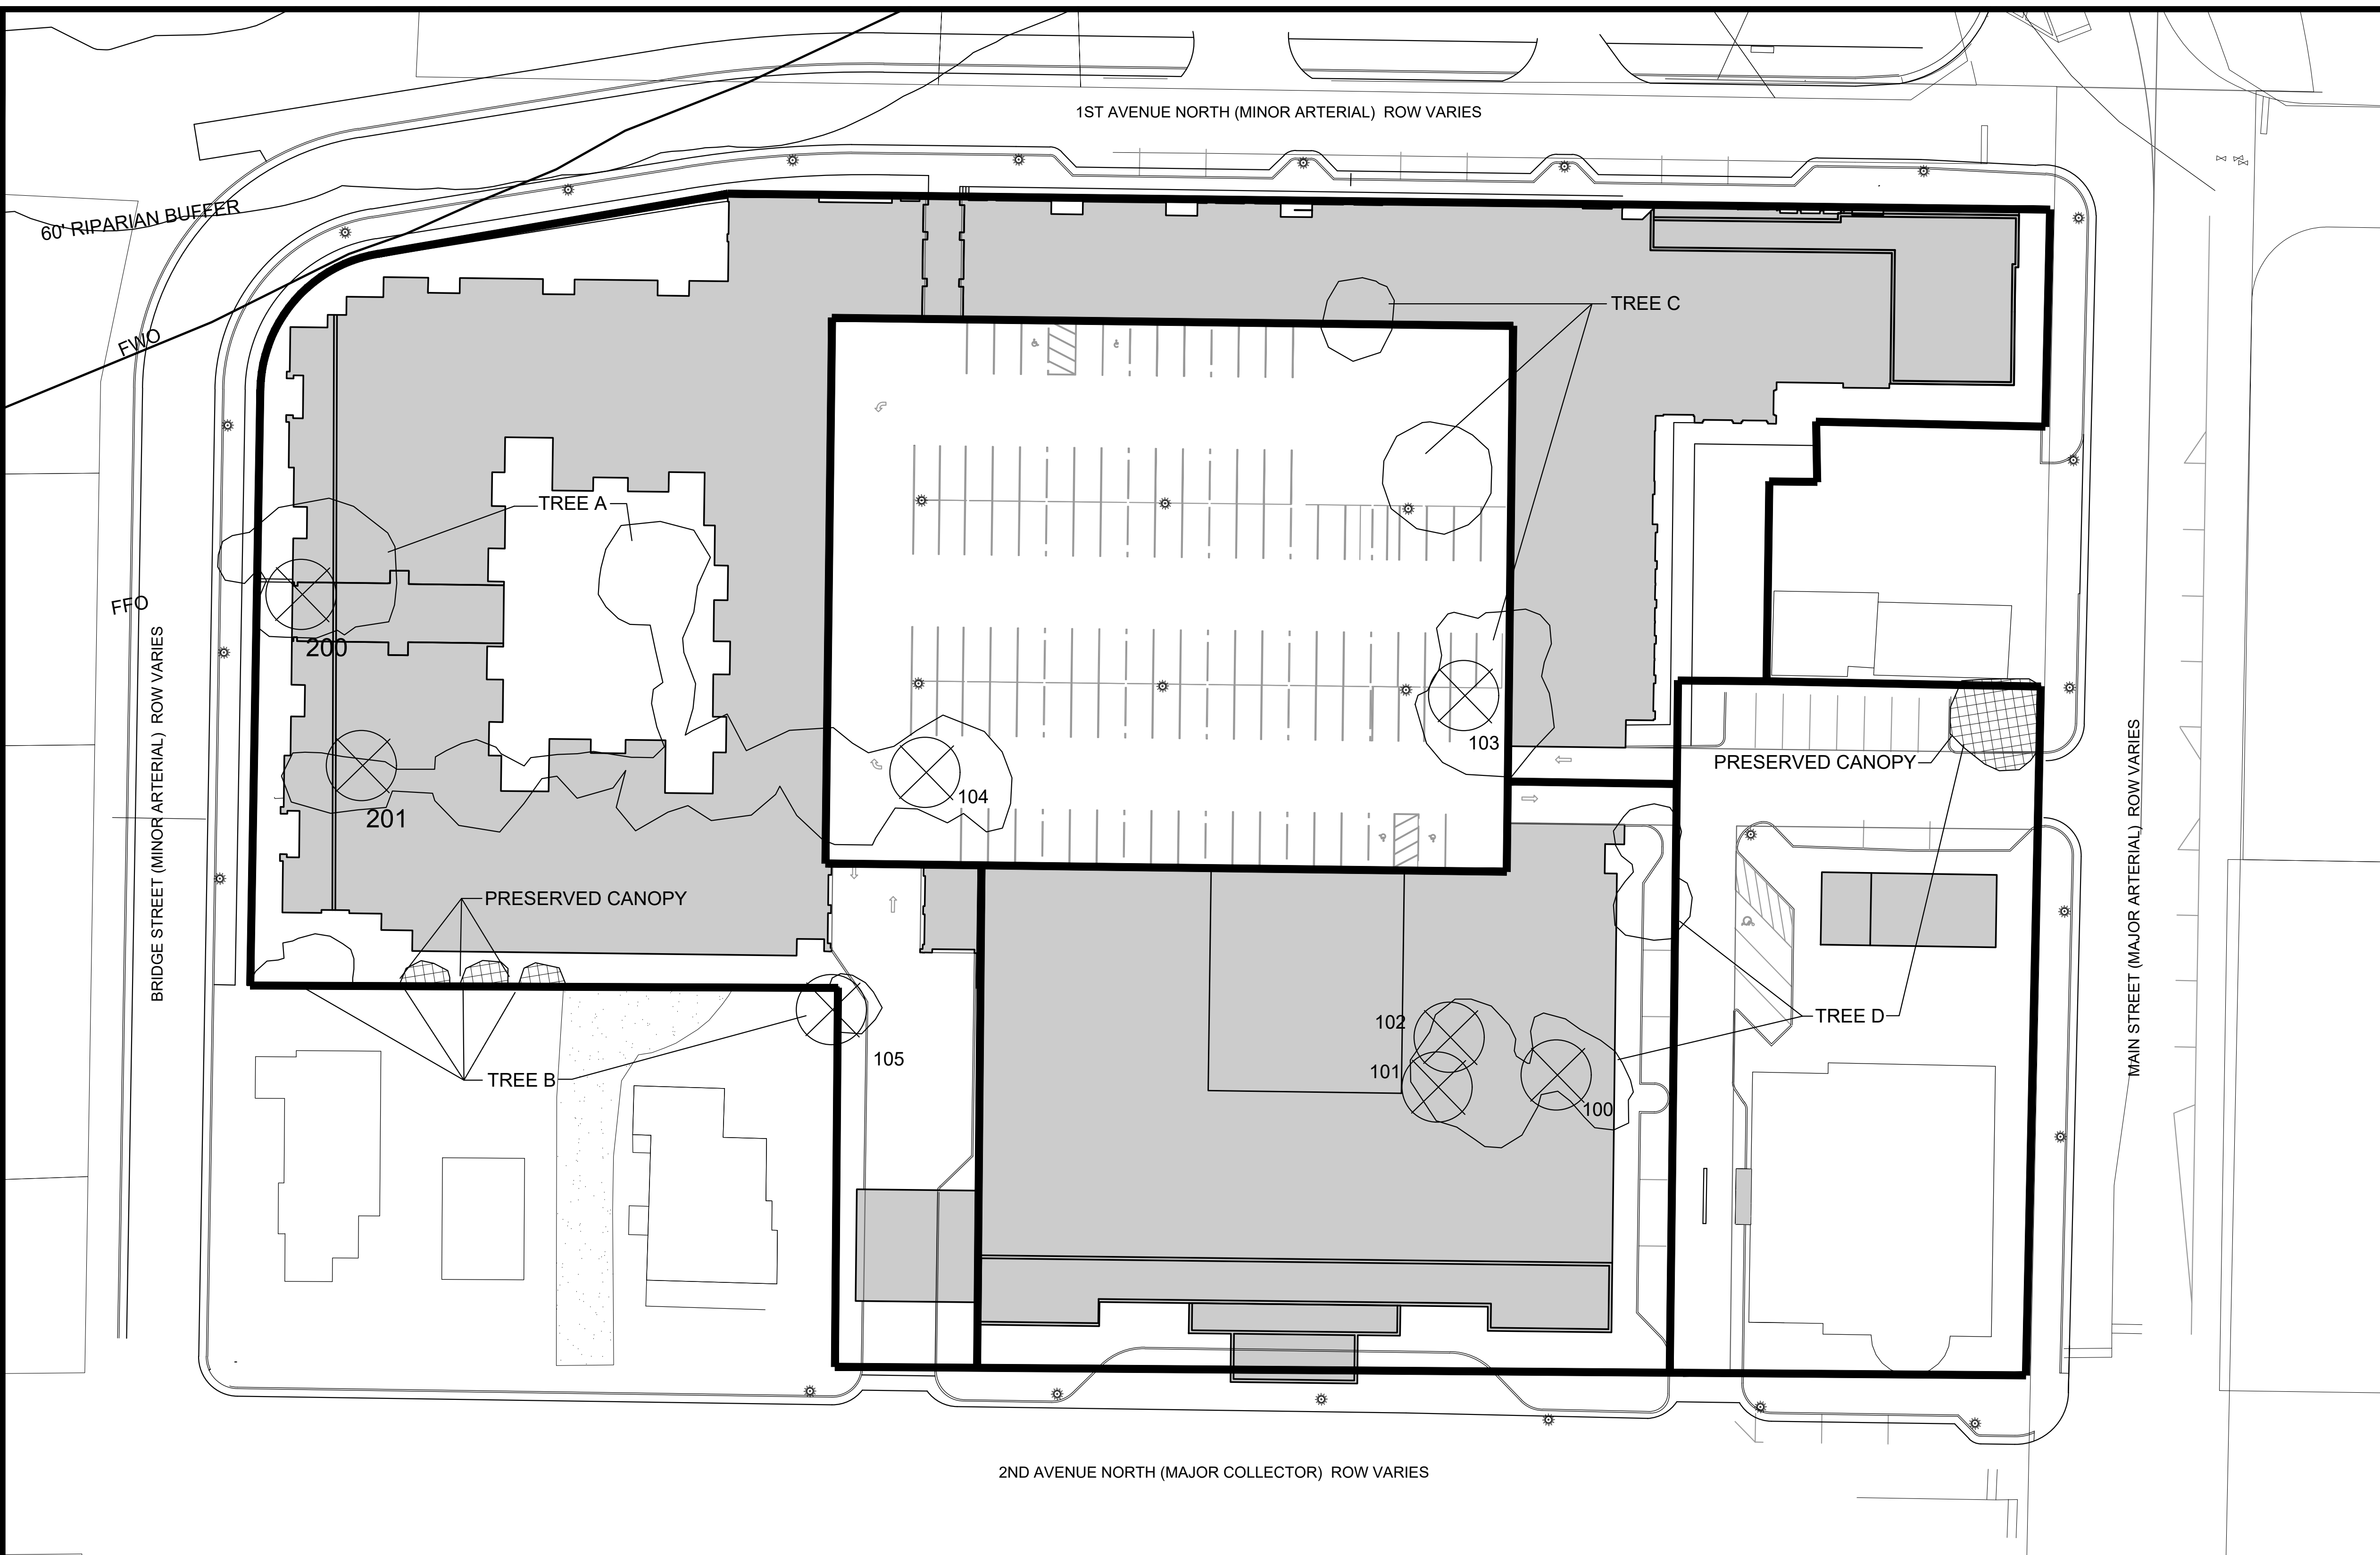 1ST AVENUE NORTH (MINOR ARTERIAL) ROW VARIES
60' RIPARIAN BUFFER
TREE C
FWO
TREE A
FFO
200
BRIDGE STREET (MINOR ARTERIAL) ROW VARIES
103
PRESERVED CANOPY
104
201
MAIN STREET (MAJOR ARTERIAL) ROW VARIES
PRESERVED CANOPY
TREE D
102
105
101
TREE B
100
2ND AVENUE NORTH (MAJOR COLLECTOR) ROW VARIES